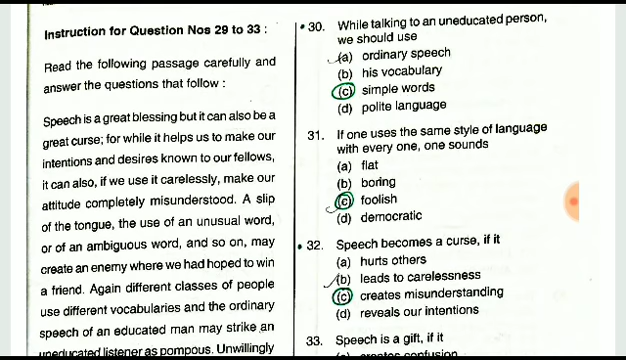 Instruction for Question Nos 29 to 33 :
Read the following passage carefully and
answer the questions that follow :
Speech is a great blessing but it can also be a
great curse; for while it helps us to make our
intentions and desires known to our fellows,
it can also, if we use it carelessly, make our
attitude completely misunderstood. A slip
of the tongue, the use of an unusual word,
or of an ambiguous word, and so on, may
create an enemy where we had hoped to win
a friend. Again different classes of people
use different vocabularies and the ordinary
speech of an educated man may strike an
uneducated listener as pompous. Unwillingly
30. While talking to an uneducated person,
we should use
(a) ordinary speech
(b) his vocabulary
(c) simple words
(d) polite language
31. If one uses the same style of language
with every one, one sounds
(a) flat
(b) boring
(c) foolish
(d) democratic
32. Speech becomes a curse, if it
(a) hurts others
(b) leads to carelessness
(c) creates misunderstanding
(d) reveals our intentions
33. Speech is a gift, if it
(a) creates confusion